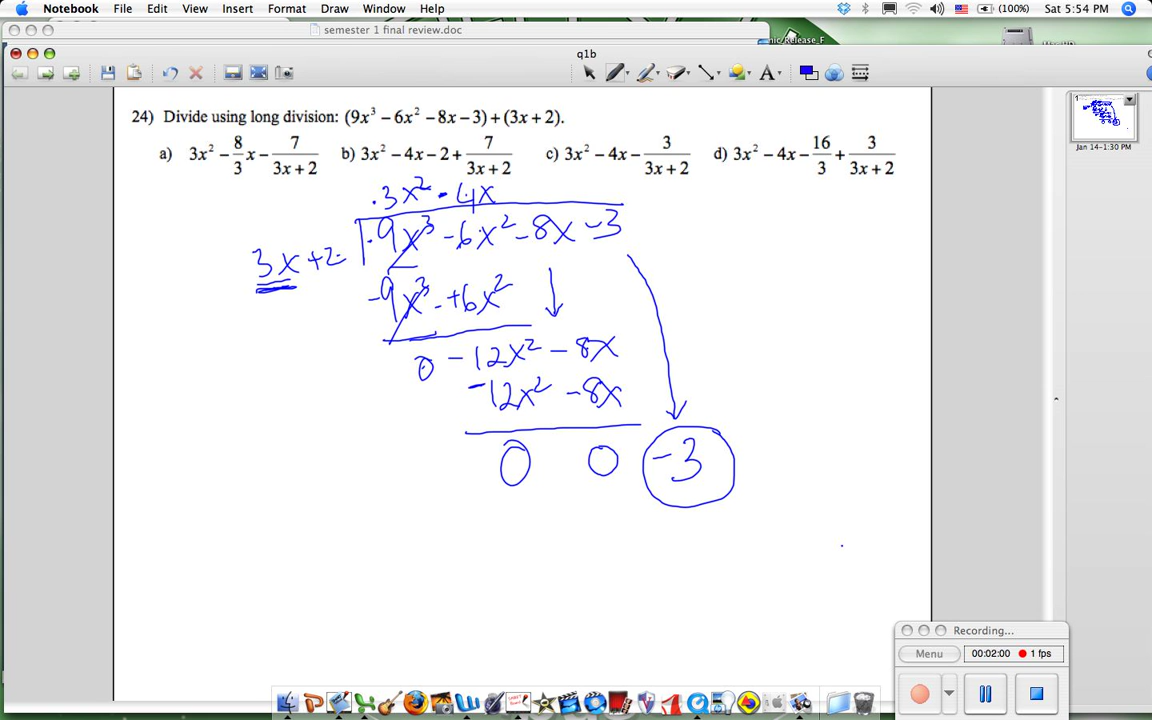 Notebook File Edit View Insert Format Draw Window Help (100%) Sat 5:54 PM
semester 1 final review.doc
q1b
24) Divide using long division: (9x³ − 6x² − 8x − 3) + (3x + 2).
a) 3x² − 8/3 x − 7/(3x + 2) b) 3x² − 4x − 2 + 7/(3x + 2) c) 3x² − 4x − 3/(3x + 2) d) 3x² − 4x − 16/3 + 3/(3x + 2)
3x² - 4x
3x + 2 9x³ - 6x² - 8x - 3
-9x³ - +6x²
0 - 12x² - 8x
-12x² - 8x
0 0 -3
Jan 14-1:30 PM
Recording...
Menu 00:02:00 1 fps